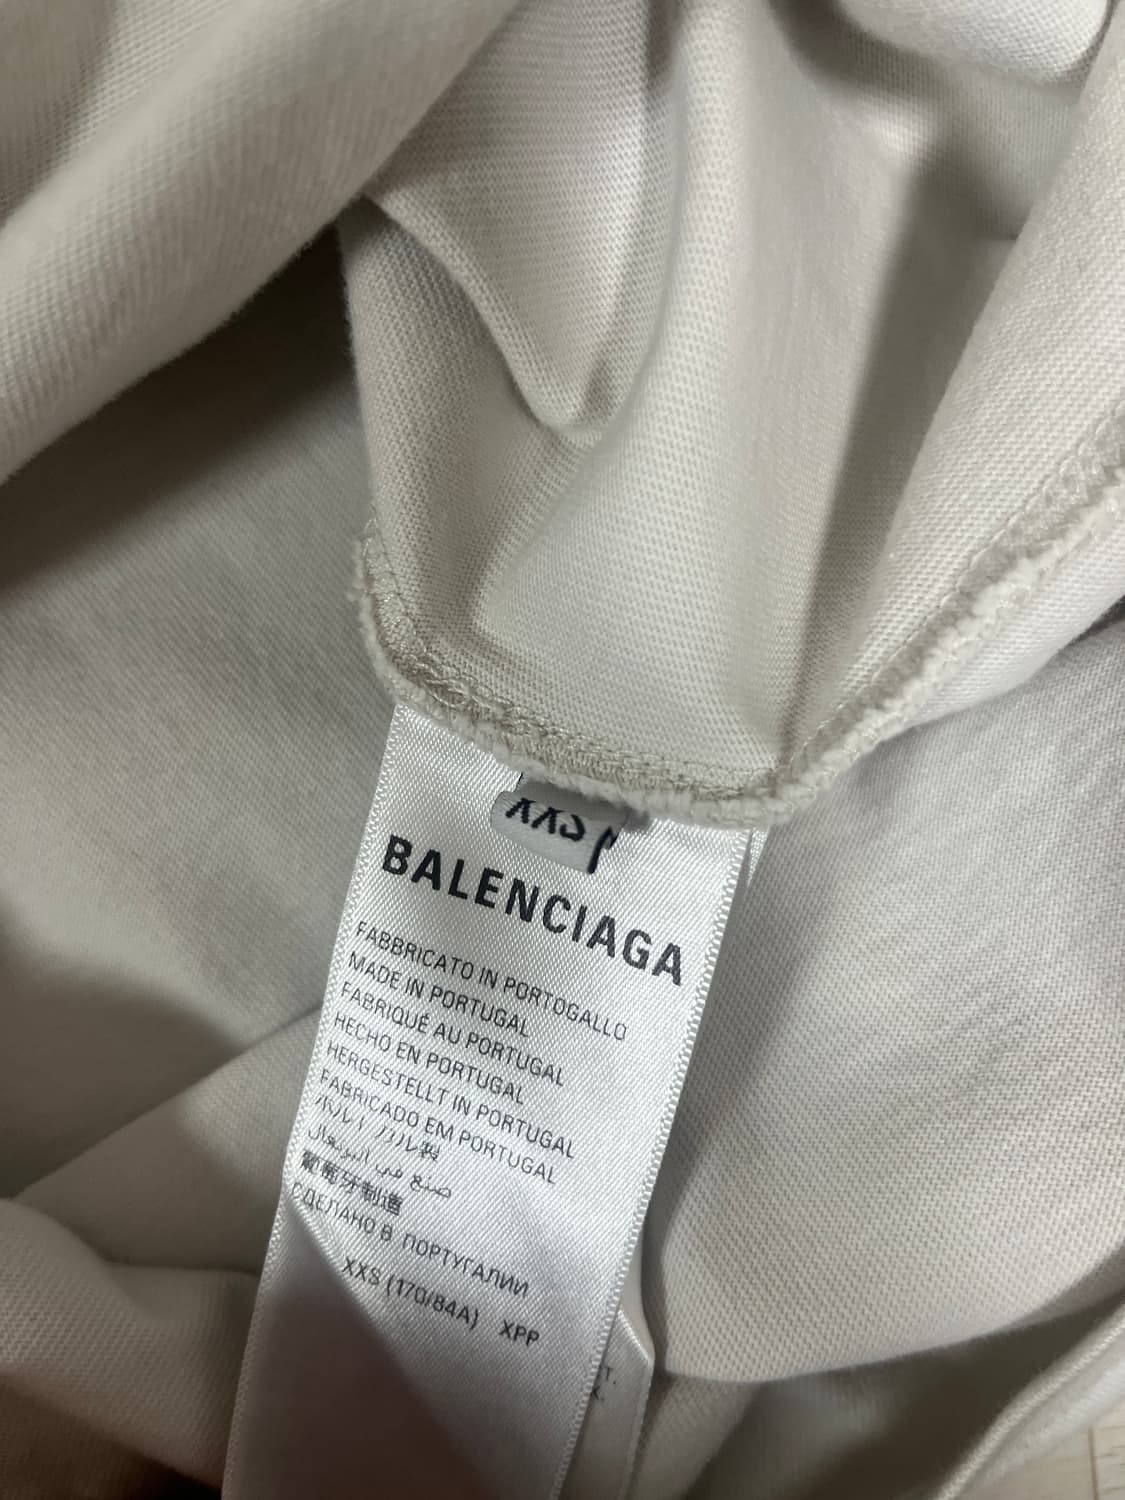 XXS
BALENCIAGA
FABBRICATO IN PORTOGALLO
MADE IN PORTUGAL
FABRIQUÉ AU PORTUGAL
HECHO EN PORTUGAL
HERGESTELLT IN PORTUGAL
FABRICADO EM PORTUGAL
ポルトガル製
صنع في البرتغال
葡萄牙制造
СДЕЛАНО В ПОРТУГАЛИИ
XXS (170/84A) XPP